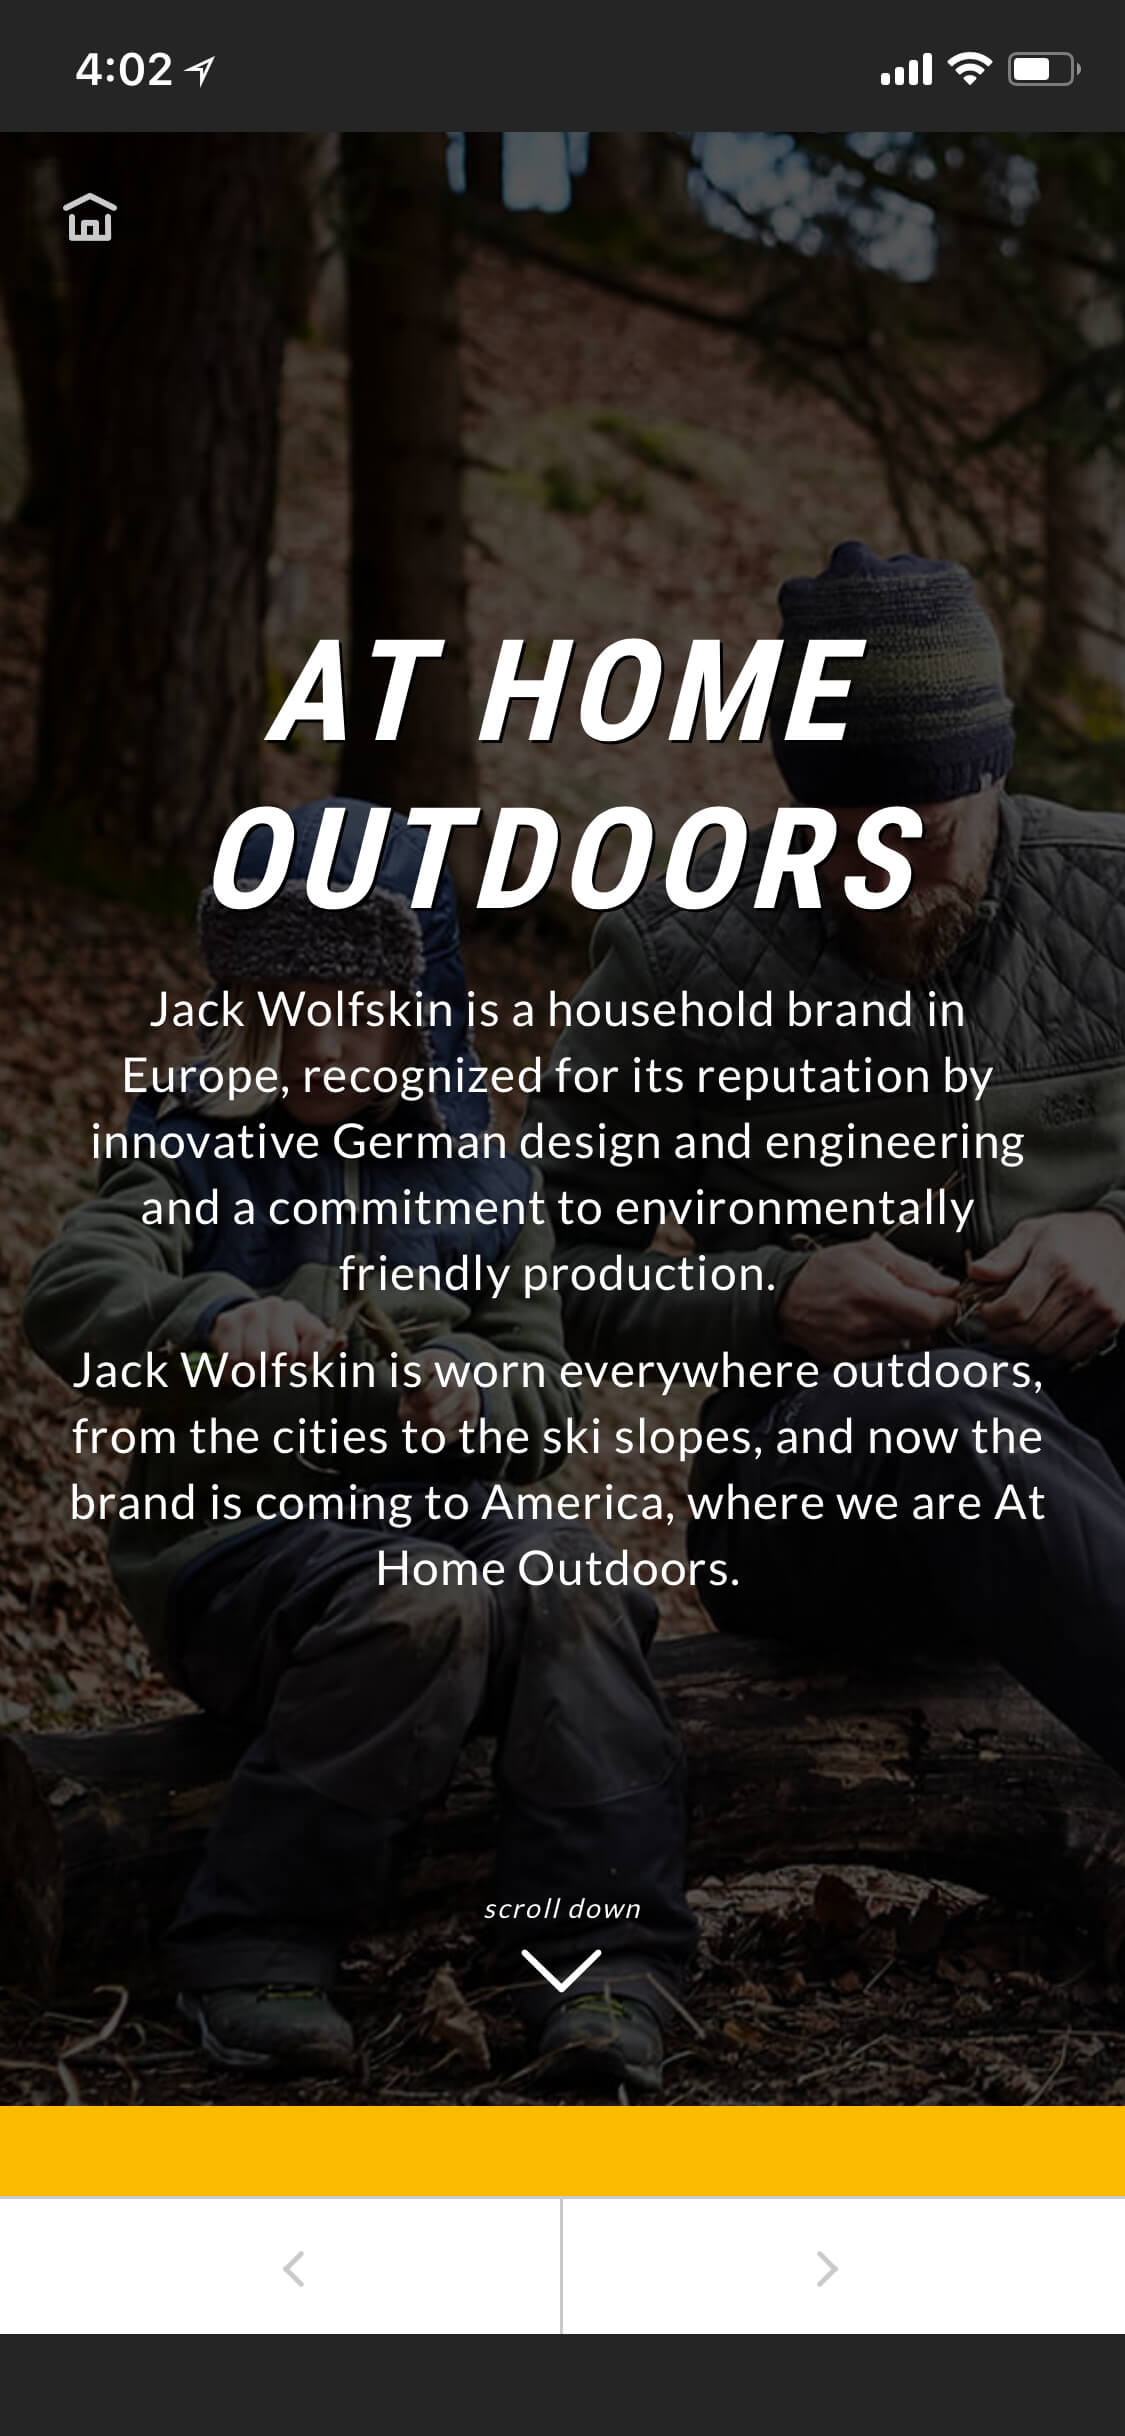 4:02
AT HOME
OUTDOORS
Jack Wolfskin is a household brand in
Europe, recognized for its reputation by
innovative German design and engineering
and a commitment to environmentally
friendly production.
Jack Wolfskin is worn everywhere outdoors,
from the cities to the ski slopes, and now the
brand is coming to America, where we are At
Home Outdoors.
scroll down